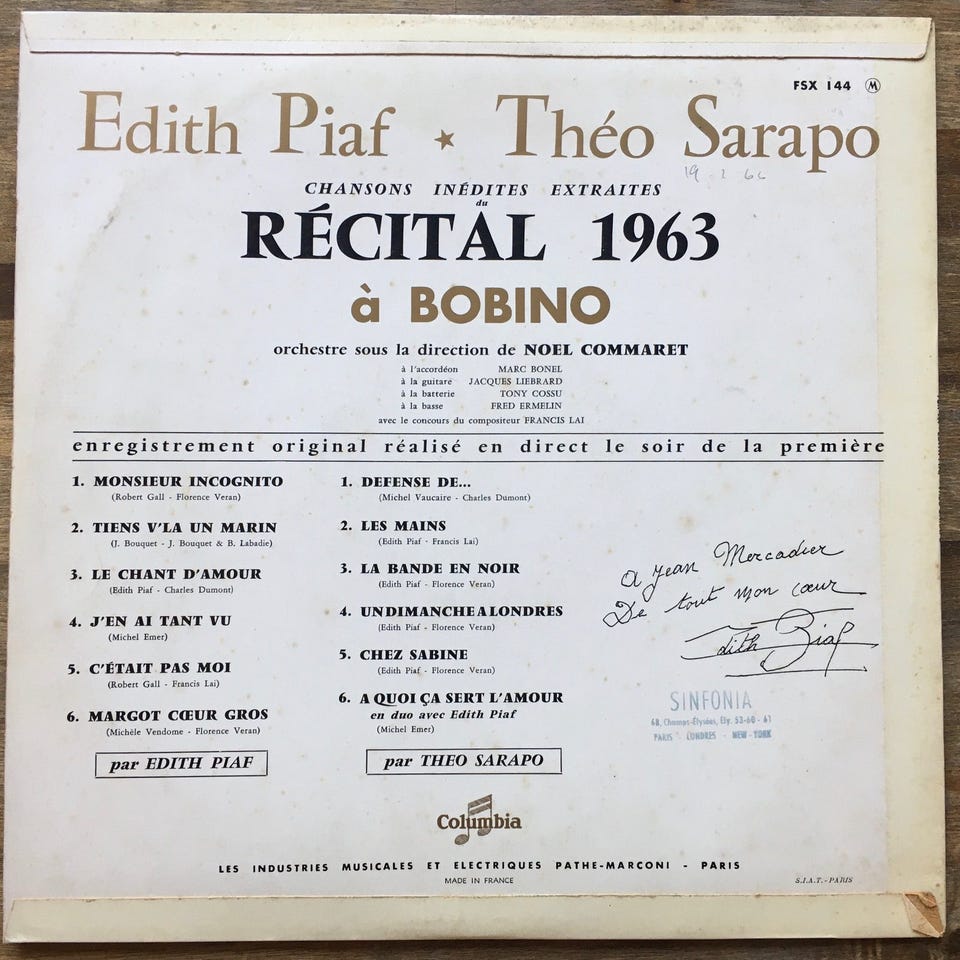 FSX 144 Ⓜ
Edith Piaf ★ Théo Sarapo
CHANSONS INÉDITES EXTRAITES
du
RÉCITAL 1963
à BOBINO
orchestre sous la direction de NOEL COMMARET
à l'accordéon MARC BONEL
à la guitare JACQUES LIEBRARD
à la batterie TONY COSSU
à la basse FRED ERMELIN
avec le concours du compositeur FRANCIS LAI
enregistrement original réalisé en direct le soir de la première
1. MONSIEUR INCOGNITO
(Robert Gall - Florence Veran)
2. TIENS V'LA UN MARIN
(J. Bouquet - J. Bouquet & B. Labadie)
3. LE CHANT D'AMOUR
(Edith Piaf - Charles Dumont)
4. J'EN AI TANT VU
(Michel Emer)
5. C'ÉTAIT PAS MOI
(Robert Gall - Francis Lai)
6. MARGOT CŒUR GROS
(Michèle Vendome - Florence Veran)
par EDITH PIAF
1. DEFENSE DE...
(Michel Vaucaire - Charles Dumont)
2. LES MAINS
(Edith Piaf - Francis Lai)
3. LA BANDE EN NOIR
(Edith Piaf - Florence Veran)
4. UN DIMANCHE A LONDRES
(Edith Piaf - Florence Veran)
5. CHEZ SABINE
(Edith Piaf - Florence Veran)
6. A QUOI ÇA SERT L'AMOUR
en duo avec Edith Piaf
(Michel Emer)
par THEO SARAPO
A Jean Mercadier
De tout mon cœur
Edith Piaf
SINFONIA
68, Champs-Élysées, Ely. 53-60 - 61
PARIS - LONDRES - NEW-YORK
Columbia
LES INDUSTRIES MUSICALES ET ELECTRIQUES PATHE-MARCONI - PARIS
MADE IN FRANCE
S.I.A.T. - PARIS